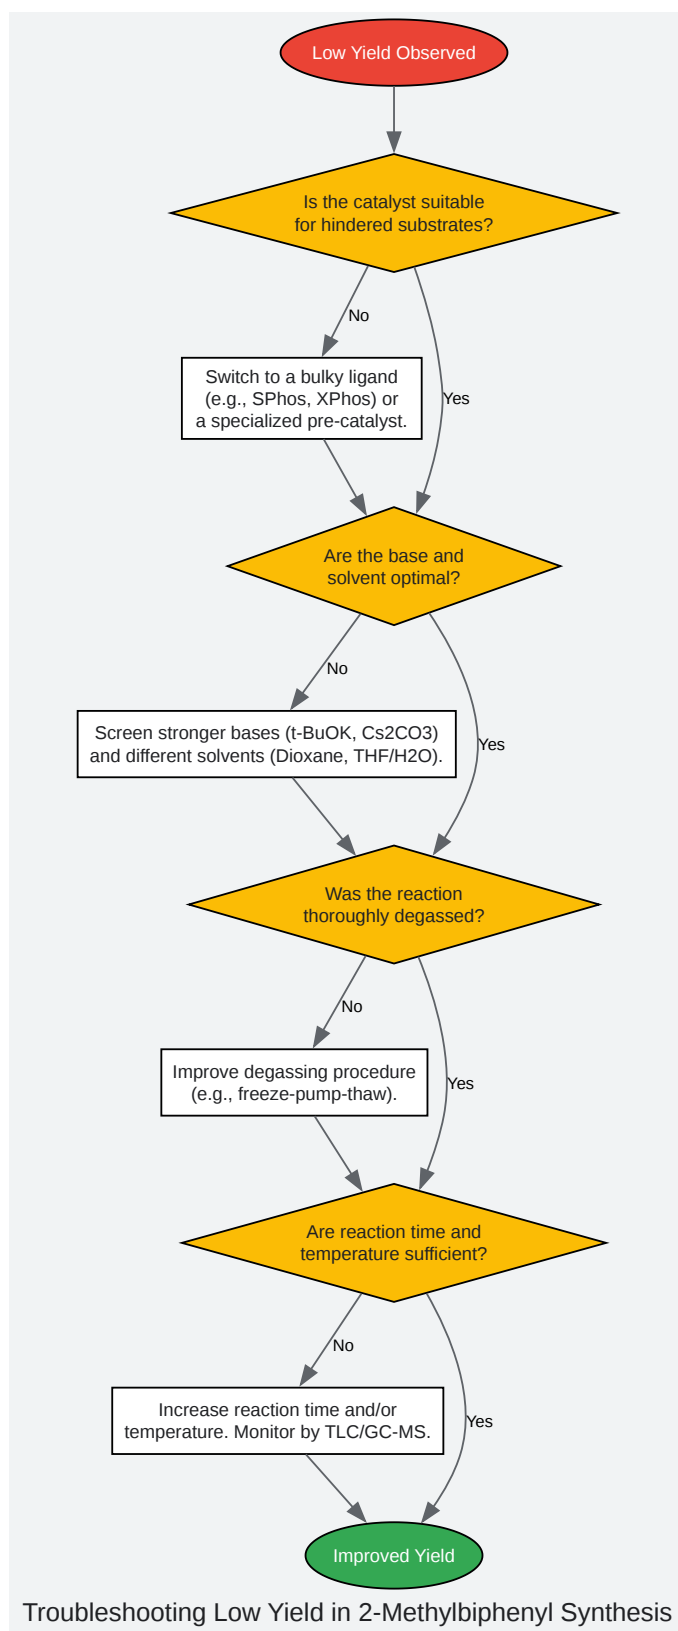 Low Yield Observed
Is the catalyst suitable
for hindered substrates?
No
Switch to a bulky ligand
(e.g., SPhos, XPhos) or
a specialized pre-catalyst.
Yes
Are the base and
solvent optimal?
No
Screen stronger bases (t-BuOK, Cs2CO3)
and different solvents (Dioxane, THF/H2O).
Yes
Was the reaction
thoroughly degassed?
No
Improve degassing procedure
(e.g., freeze-pump-thaw).
Yes
Are reaction time and
temperature sufficient?
No
Increase reaction time and/or
temperature. Monitor by TLC/GC-MS.
Yes
Improved Yield
Troubleshooting Low Yield in 2-Methylbiphenyl Synthesis